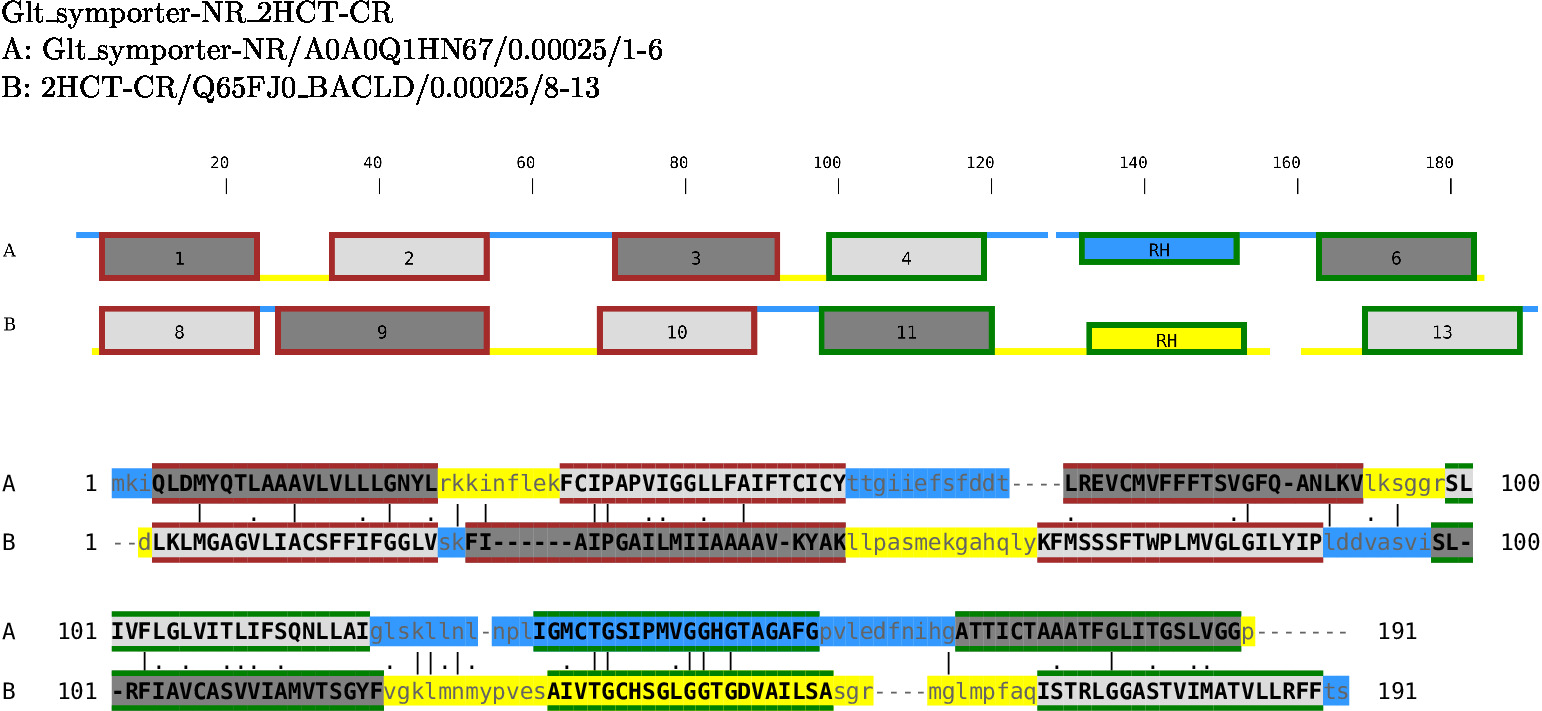 Glt_symporter-NR_2HCT-CR
A: Glt_symporter-NR/A0A0Q1HN67/0.00025/1-6
B: 2HCT-CR/Q65FJ0_BACLD/0.00025/8-13
20 40 60 80 100 120 140 160 180
A 1 2 3 4 RH 6
B 8 9 10 11 RH 13
A 1 mkiQLDMYQTLAAAVLVLLLGNYLrkkinflekFCIPAPVIGGLLFAIFTCICYttgiiefsfddt----LREVCMVFFFTSVGFQ-ANLKVlksggrSL 100
B 1 --dLKLMGAGVLIACSFFIFGGLVskFI------AIPGAILMIIAAAAV-KYAKllpasmekgahqlyKFMSSSFTWPLMVGLGILYIPlddvasviSL- 100
A 101 IVFLGLVITLIFSQNLLAIglskllnl-nplIGMCTGSIPMVGGHGTAGAFGpvledfnihgATTICTAAATFGLITGSLVGGp------- 191
B 101 -RFIAVCASVVIAMVTSGYFvgklmnmypvesAIVTGCHSGLGGTGDVAILSAsgr----mglmpfaqISTRLGGASTVIMATVLLRFFts 191